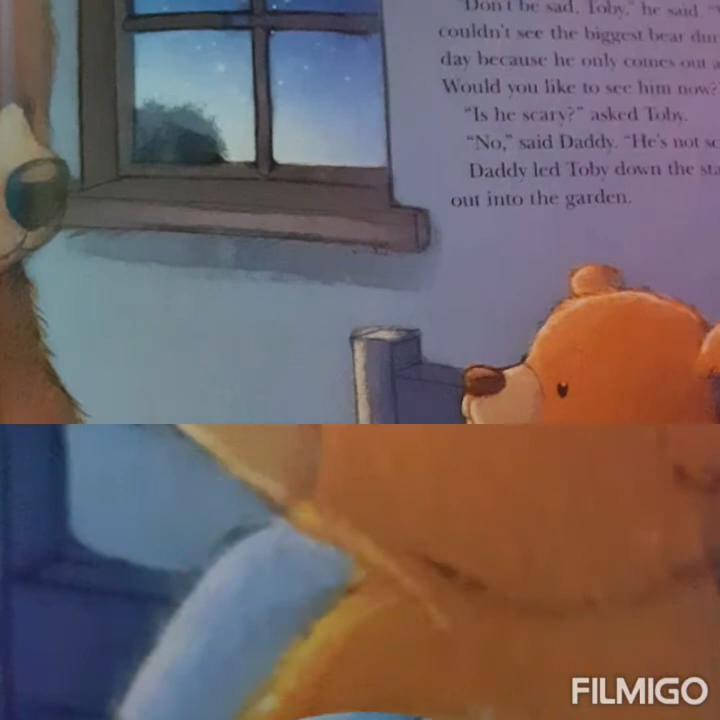 "Don't be sad, Toby," he said.
couldn't see the biggest bear
day because he only comes out
Would you like to see him now?
"Is he scary?" asked Toby.
"No," said Daddy. "He's not
Daddy led Toby down the
out into the garden.
FILMIGO